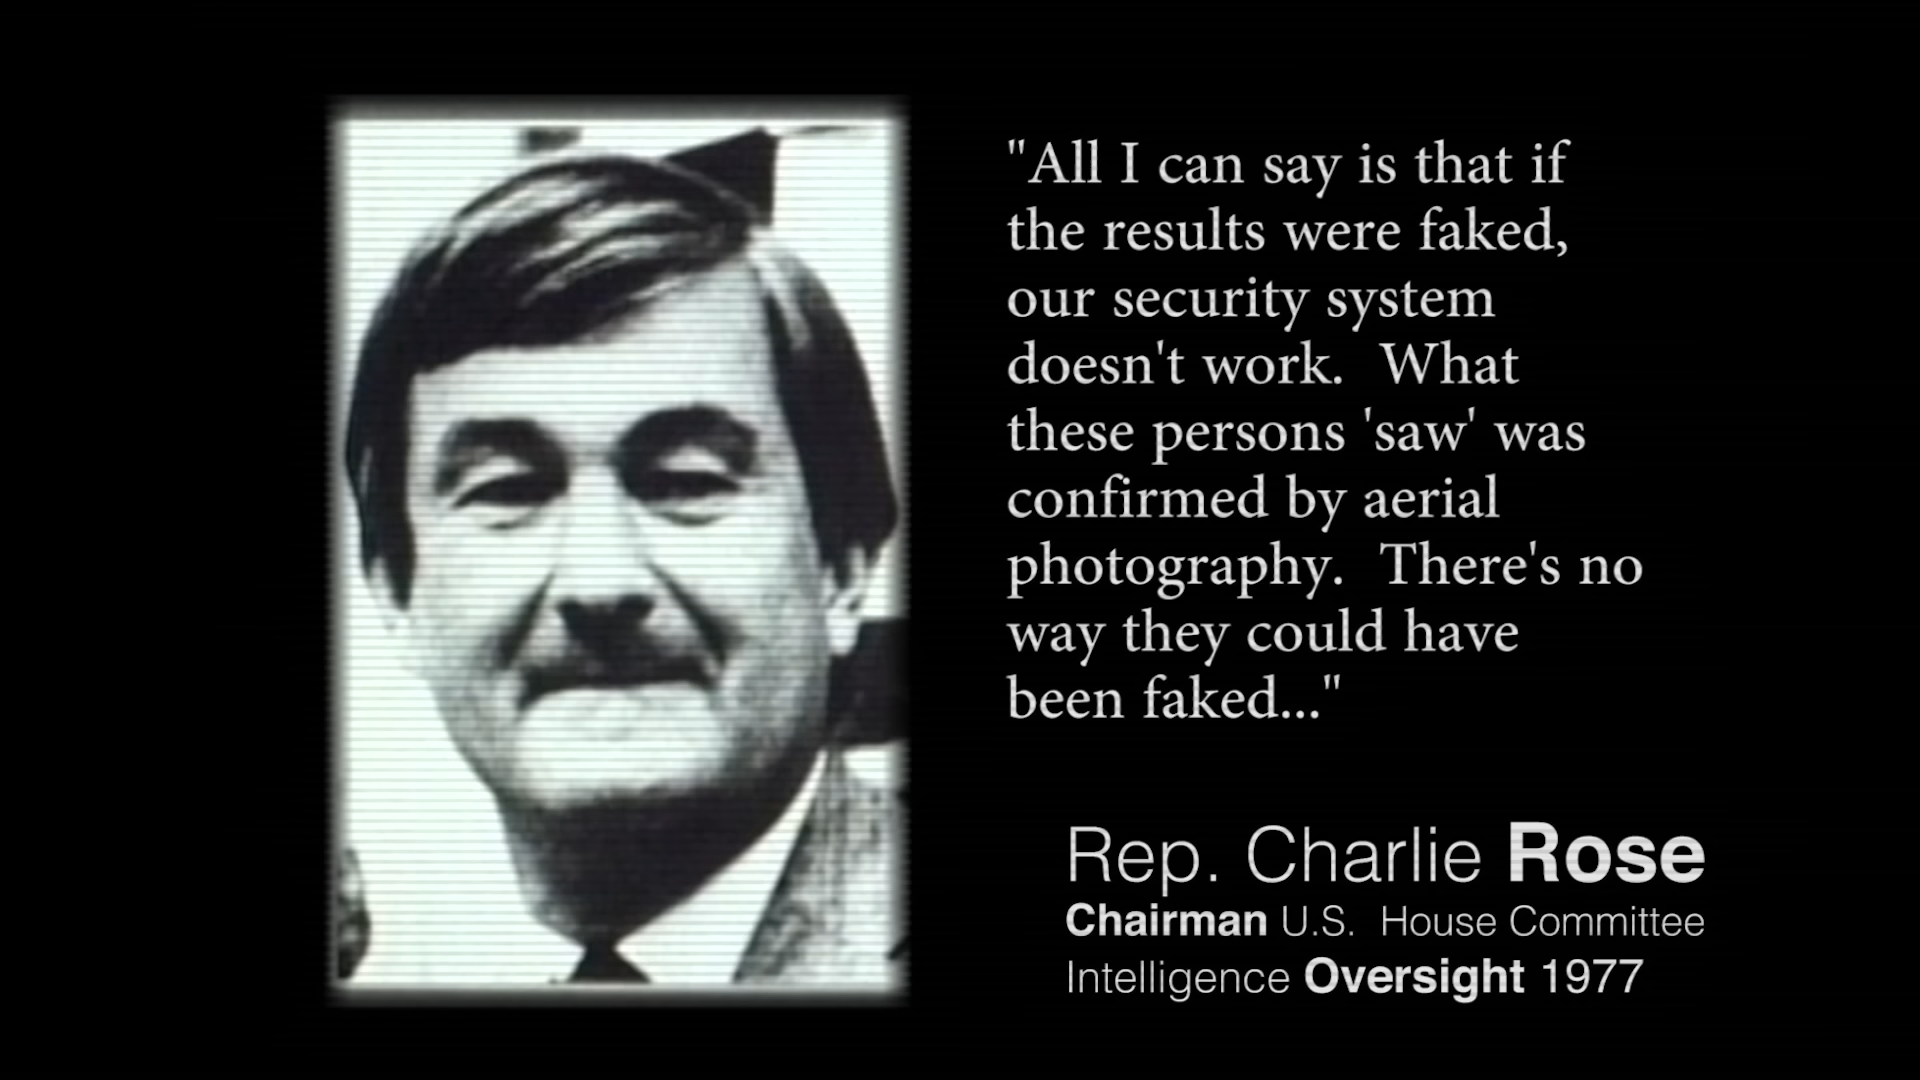 "All I can say is that if
the results were faked,
our security system
doesn't work.  What
these persons 'saw' was
confirmed by aerial
photography.  There's no
way they could have
been faked..."
Rep. Charlie Rose
Chairman U.S.  House Committee
Intelligence Oversight 1977